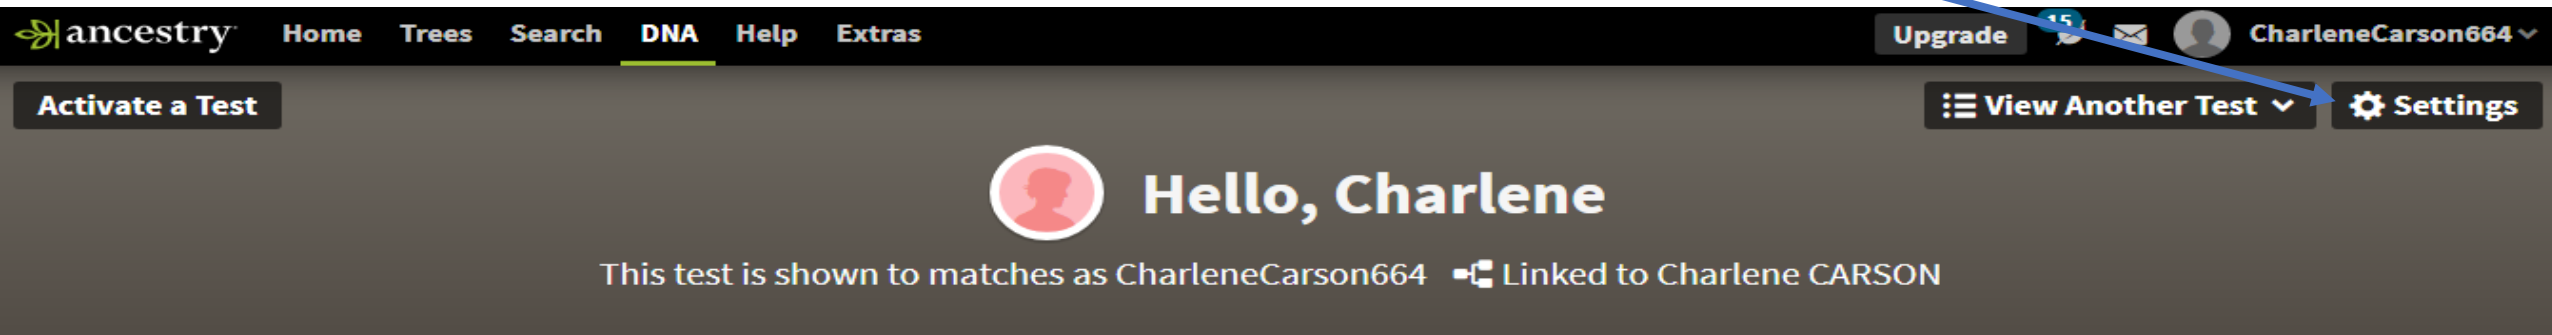 ancestry Home Trees Search DNA Help Extras Upgrade 15 CharleneCarson664
Activate a Test View Another Test Settings
Hello, Charlene
This test is shown to matches as CharleneCarson664 Linked to Charlene CARSON